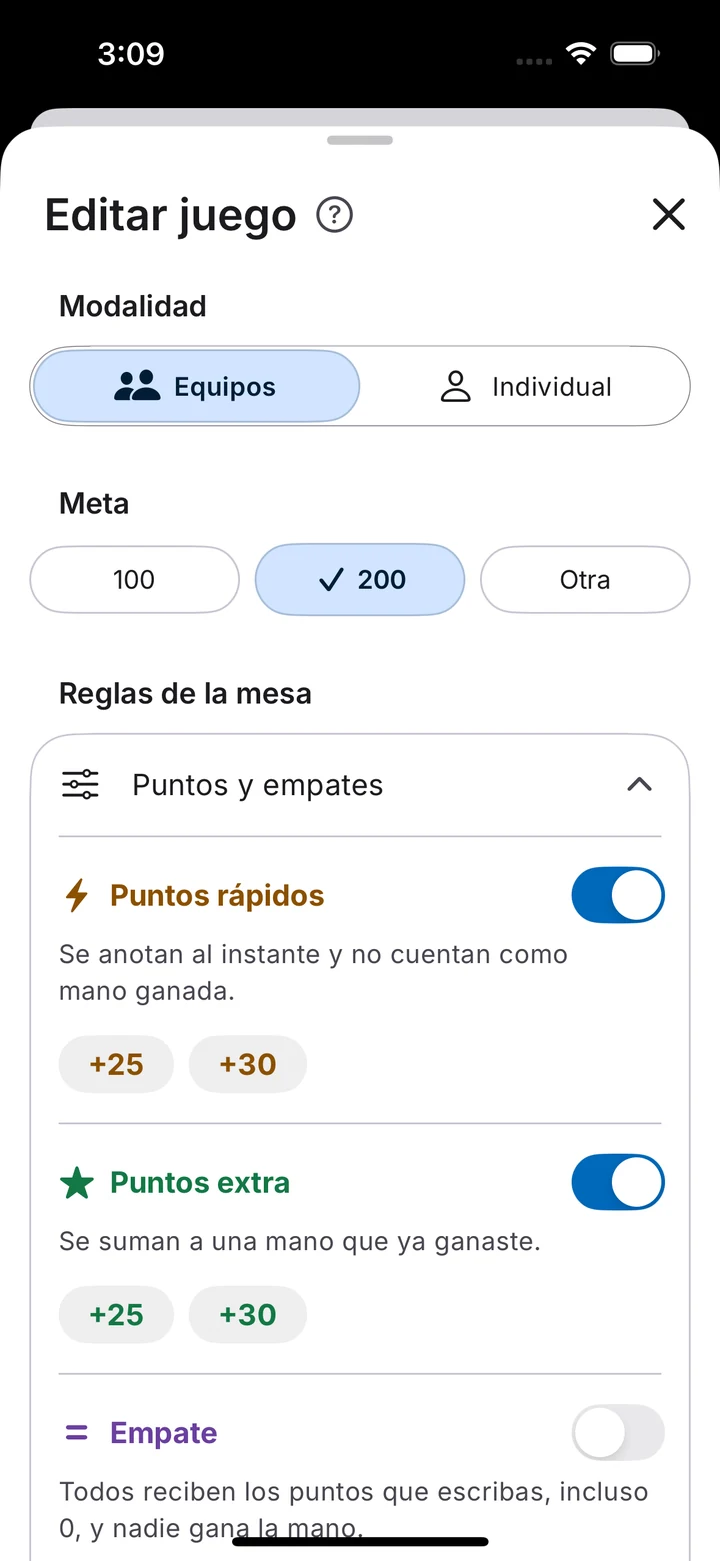 3:09
Editar juego ?
Modalidad
Equipos
Individual
Meta
100
200
Otra
Reglas de la mesa
Puntos y empates
Puntos rápidos
Se anotan al instante y no cuentan como
mano ganada.
+25
+30
Puntos extra
Se suman a una mano que ya ganaste.
+25
+30
Empate
Todos reciben los puntos que escribas, incluso
0, y nadie gana la mano.